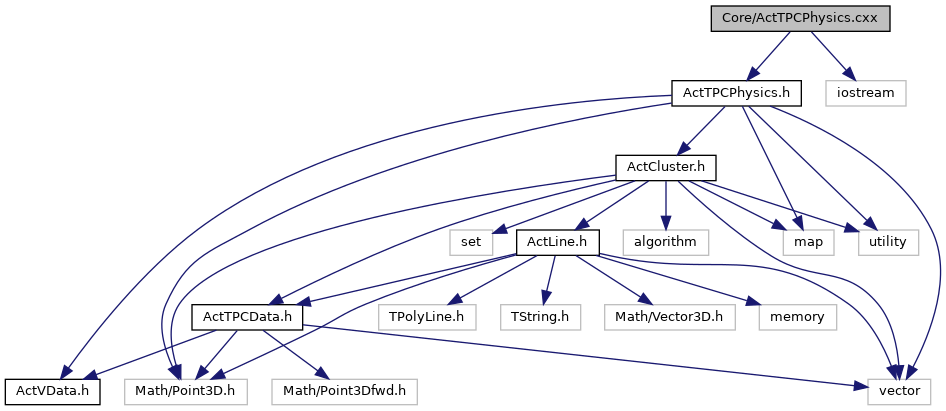 Core/ActTPCPhysics.cxx
ActTPCPhysics.h
iostream
ActCluster.h
set
ActLine.h
algorithm
map
utility
ActTPCData.h
TPolyLine.h
TString.h
Math/Vector3D.h
memory
ActVData.h
Math/Point3D.h
Math/Point3Dfwd.h
vector